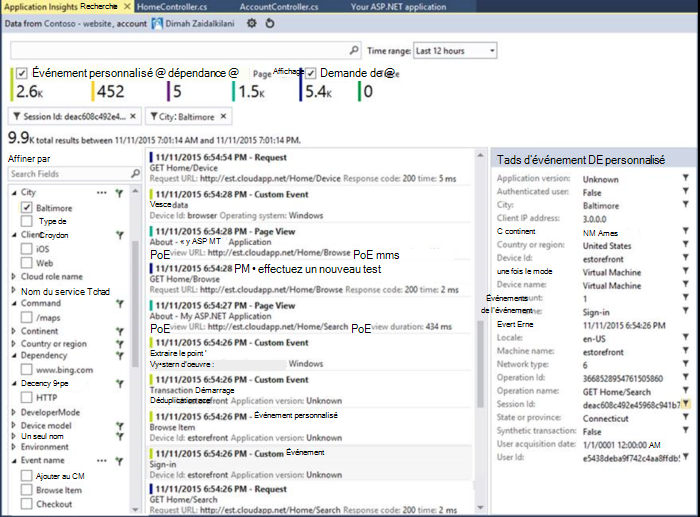 Application Insights Recherche HomeController.cs AccountController.cs Your ASP.NET application
Data from Contoso - website, account Dimah Zaidalkilani
Time range: Last 12 hours
Événement personnalisé @ dépendance @ Page Affichage Demande de @
2.6K 452 5 1.5K 5.4K 0
Session Id: deac608c492e4... City: Baltimore
9.9K total results between 11/11/2015 7:01:14 AM and 11/11/2015 7:01:14 PM.
Affiner par
Search Fields
City
Baltimore
Type de
iOS
Web
Cloud role name
Nom du service Tchad
Command
/maps
Continent
Country or region
Dependency
www.bing.com
HTTP
DeveloperMode
Device model
Un seul nom
Environment
Event name
Ajouter au CM
Browse Item
Checkout
11/11/2015 6:54:54 PM - Request
GET Home/Device
Request URL: http://est.cloudapp.net/Home/Device Response code: 200 time: 5 ms
11/11/2015 6:54:28 PM - Custom Event
Vesce data
Device Id: browser Operating system: Windows
11/11/2015 6:54:28 PM - Page View
About - < y ASP MT Application
PoE view URL: http://est.cloudapp.net/Home/Browse PoE mms
11/11/2015 6:54:28 PM • effectuez un nouveau test
GET Home/Browse
Request URL: http://est.cloudapp.net/Home/Browse Response code: 200 time: 2 ms
11/11/2015 6:54:27 PM - Page View
About - My ASP.NET Application
PoE view URL: http://est.cloudapp.net/Home/Search PoE view duration: 434 ms
11/11/2015 6:54:26 PM - Custom Event
Extraire le point '
Vy•stern d'oeuvre : Windows
11/11/2015 6:54:26 PM - Custom Event
Transaction Démarrage
estorefront Application version: Unknown
11/11/2015 6:54:26 PM - Événement personnalisé
Browse Item
Device Id: estorefront Application version: Unknown
11/11/2015 6:54:26 PM - Custom Événement
Sign-in
Device Id: estorefront Application version: Unknown
11/11/2015 6:54:26 PM - Request
GET Home/Search
Request URL: http://est.cloudapp.net/Home/Search Response code: 200 time: 2 ms
Tads d'événement DE personnalisé
Application version: Unknown
Authenticated user: False
City: Baltimore
Client IP address: 3.0.0.0
C continent NM Ames
Country or region: United States
Device Id: estorefront
une fois le mode Virtual Machine
Device name: Virtual Machine
Événements 1
de l'événement Sign-in
Evert Erne 11/11/2015 6:54:26 PM
Locale: en-US
Machine name: estorefront
Network type: 6
Operation Id: 3668528954761505860
Operation name: GET Home/Search
Session Id: deac608c492e45968c941b7
State or province: Connecticut
Synthetic transaction: False
User acquisition date: 1/1/0001 12:00:00 AM
User Id: e5438deba9f742c4aa8ffdb5